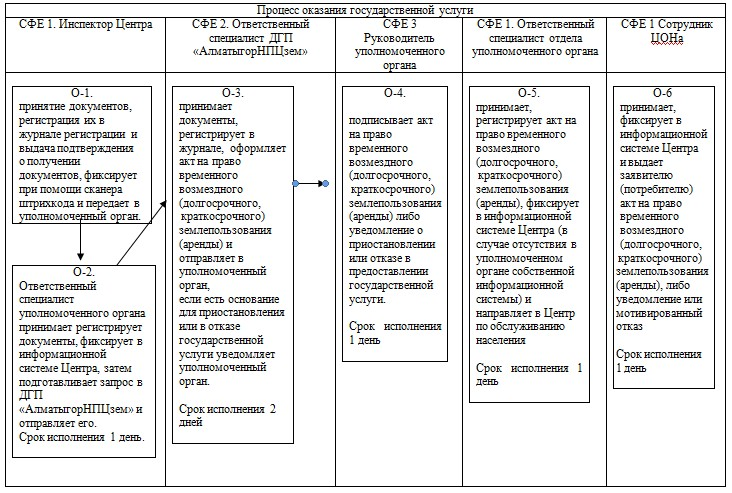 Процесс оказания государственной услуги
СФЕ 1. Инспектор Центра
СФЕ 2. Ответственный
специалист ДГП
«АлматыгорНПЦзем»
СФЕ 3
Руководитель
уполномоченного
органа
СФЕ 1. Ответственный
специалист отдела
уполномоченного органа
СФЕ 1 Сотрудник
ЦОНа
О-1.
принятие документов,
регистрация их в
журнале регистрации и
выдача подтверждения
о получении
документов, фиксирует
при помощи сканера
штрихкода и передает в
уполномоченный орган.
О-2.
Ответственный
специалист
уполномоченного органа
принимает регистрирует
документы, фиксирует в
информационной
системе Центра, затем
подготавливает запрос в
ДГП
«АлматыгорНПЦзем» и
отправляет его.
Срок исполнения 1 день.
О-3.
принимает
документы,
регистрирует в
журнале, оформляет
акт на право
временного
возмездного
(долгосрочного,
краткосрочного)
землепользования
(аренды) и
отправляет в
уполномоченный
орган,
если есть основание
для приостановления
или в отказе
государственной
услуги уведомляет
уполномоченный
орган.
Срок исполнения 2
дней
О-4.
подписывает акт
на право
временного
возмездного
(долгосрочного,
краткосрочного)
землепользования
(аренды) либо
уведомление о
приостановлении
или отказе в
предоставлении
государственной
услуги.
Срок исполнения
1 день
О-5.
принимает,
регистрирует акт на
право временного
возмездного
(долгосрочного,
краткосрочного)
землепользования
(аренды), фиксирует
в информационной
системе Центра (в
случае отсутствия в
уполномоченном
органе собственной
информационной
системы) и
направляет в Центр
по обслуживанию
населения
Срок исполнения 1
день
О-6
принимает,
фиксирует в
информационной
системе Центра
и выдает
заявителю
(потребителю)
акт на право
временного
возмездного
(долгосрочного,
краткосрочного)
землепользования
(аренды), либо
уведомление или
мотивированный
отказ
Срок исполнения
1 день